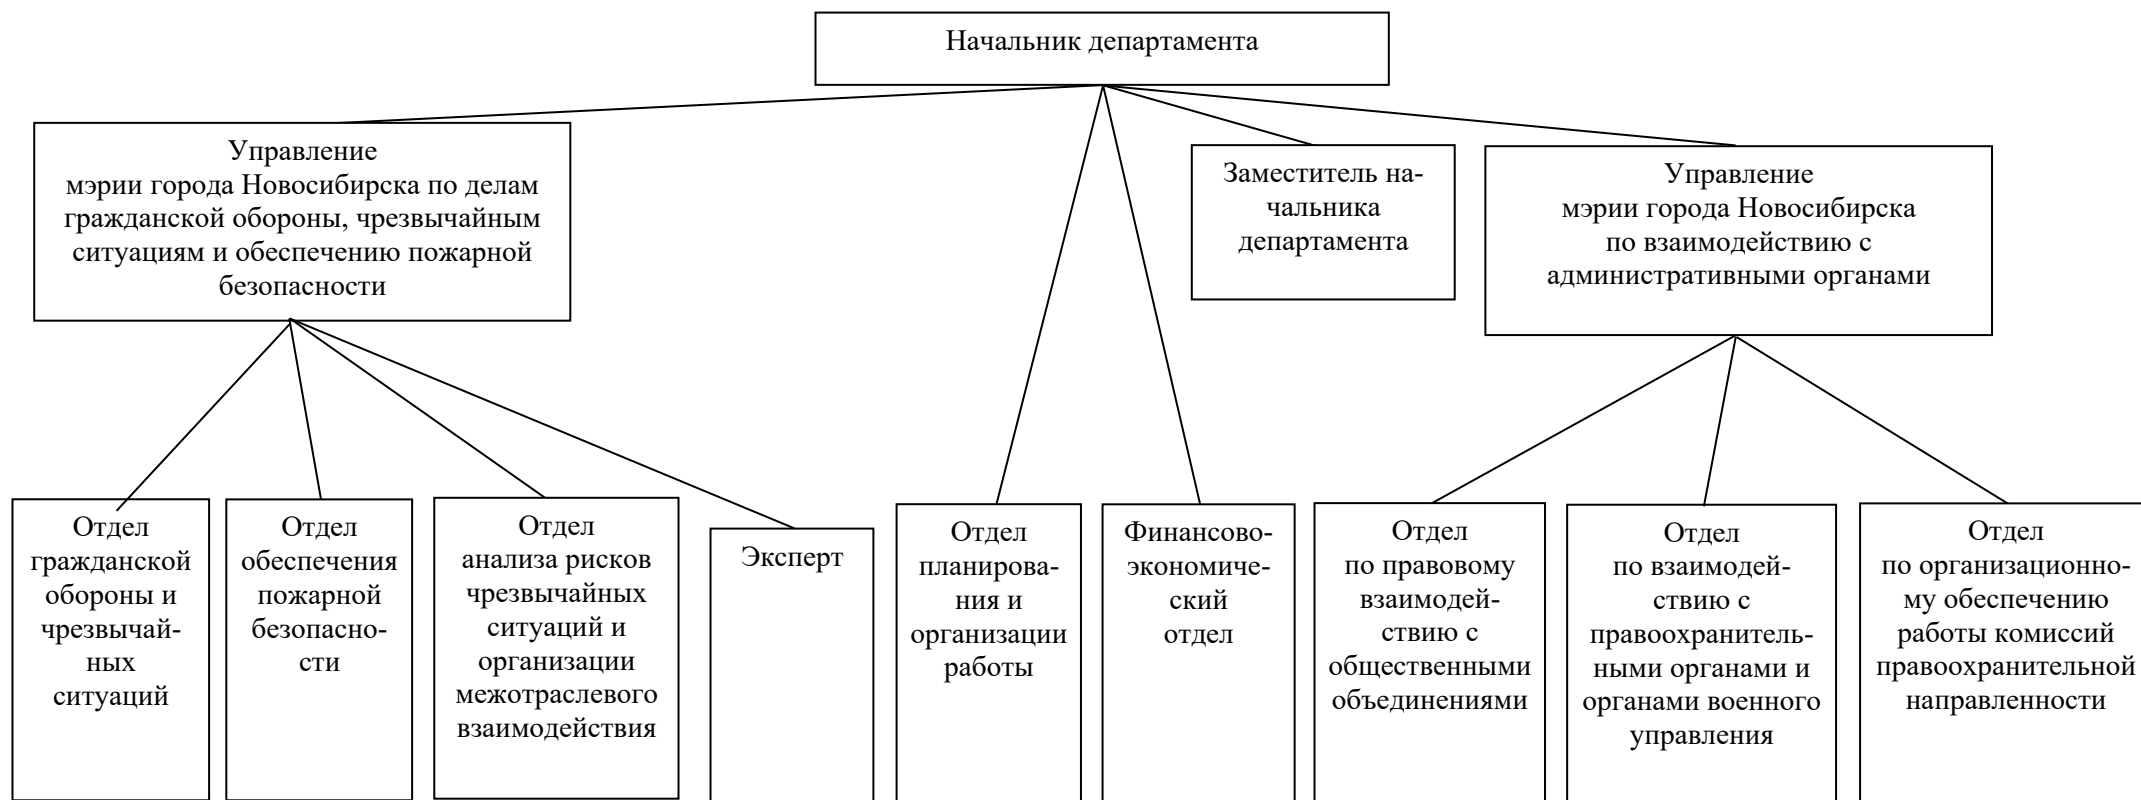 Начальник департамента
Управление
мэрии города Новосибирска по делам
гражданской обороны, чрезвычайным
ситуациям и обеспечению пожарной
безопасности
Заместитель на-
чальника
департамента
Управление
мэрии города Новосибирска
по взаимодействию с
административными органами
Отдел
гражданской
обороны и
чрезвычай-
ных
ситуаций
Отдел
обеспечения
пожарной
безопасно-
сти
Отдел
анализа рисков
чрезвычайных
ситуаций и
организации
межотраслевого
взаимодействия
Эксперт
Отдел
планирова-
ния и
организации
работы
Финансово-
экономиче-
ский
отдел
Отдел
по правовому
взаимодей-
ствию с
общественными
объединениями
Отдел
по взаимодей-
ствию с
правоохранитель-
ными органами и
органами военного
управления
Отдел
по организационно-
му обеспечению
работы комиссий
правоохранительной
направленности